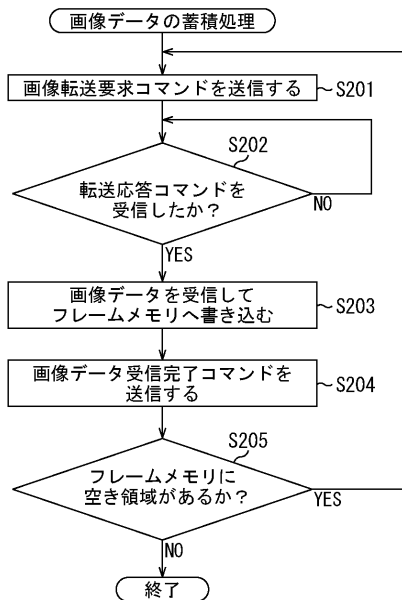 画像データの蓄積処理
画像転送要求コマンドを送信する
S201
S202
転送応答コマンドを
受信したか？
NO
YES
画像データを受信して
フレームメモリへ書き込む
S203
画像データ受信完了コマンドを
送信する
S204
S205
フレームメモリに
空き領域があるか？
YES
NO
終了